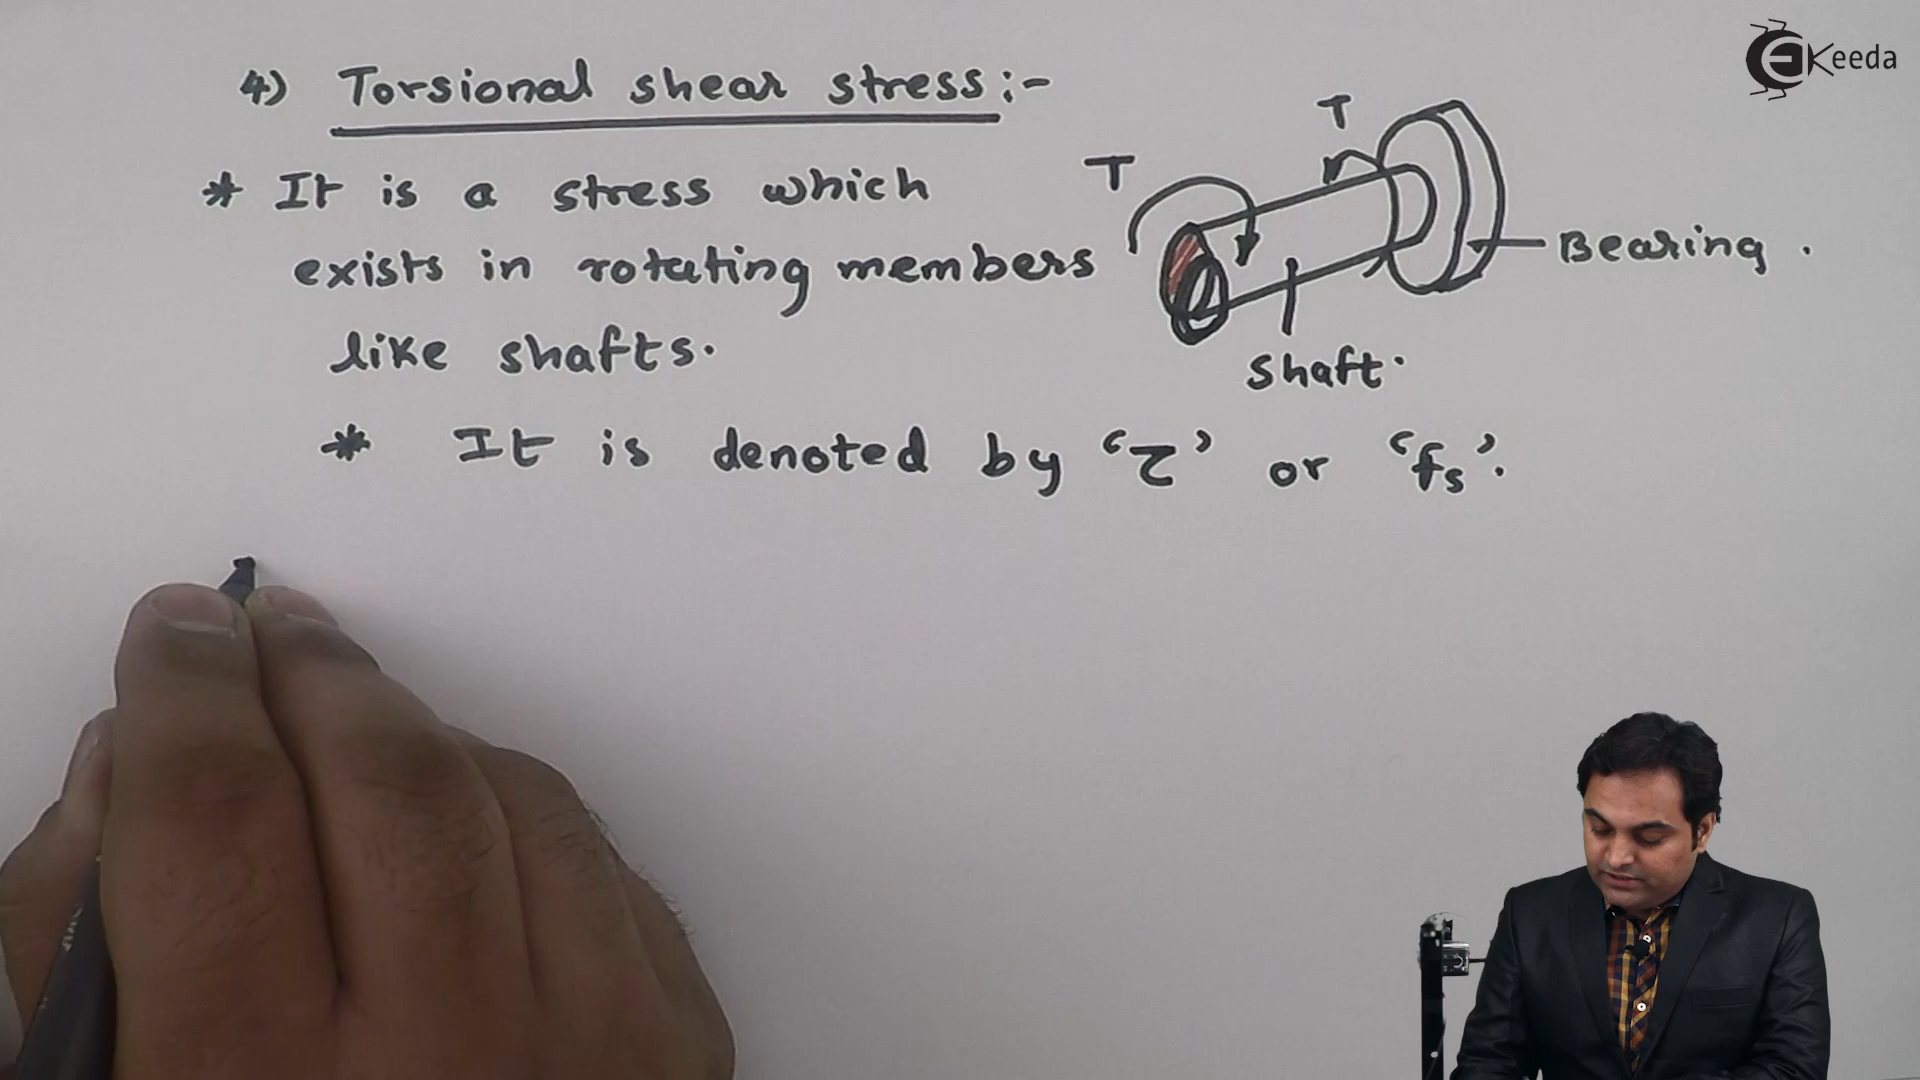 4) Torsional shear stress:-
* It is a stress which
exists in rotating members
like shafts.
T
T
Bearing.
Shaft.
* It is denoted by 'τ' or 'fs'.
Ekeeda